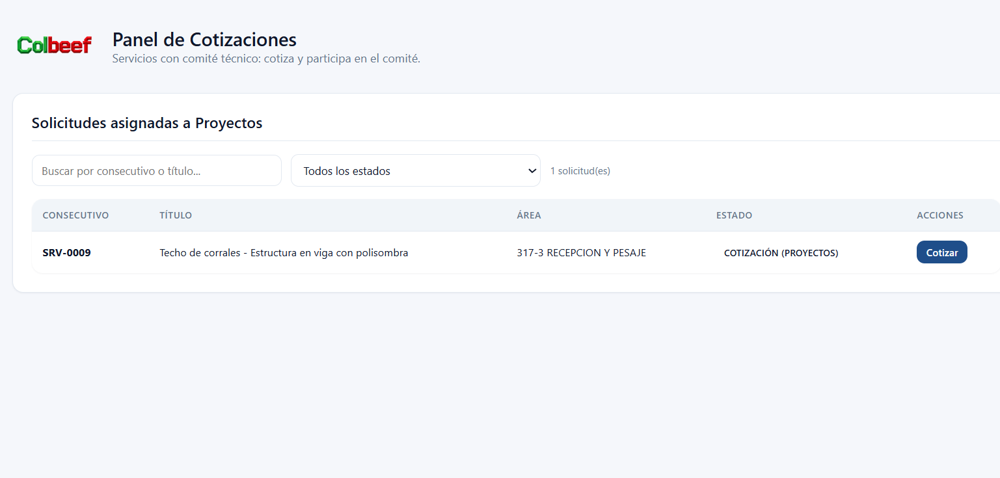 Colbeef
Panel de Cotizaciones
Servicios con comité técnico: cotiza y participa en el comité.
Solicitudes asignadas a Proyectos
Buscar por consecutivo o título...
Todos los estados
1 solicitud(es)
CONSECUTIVO TÍTULO ÁREA ESTADO ACCIONES
SRV-0009 Techo de corrales - Estructura en viga con polisombra 317-3 RECEPCION Y PESAJE COTIZACIÓN (PROYECTOS) Cotizar